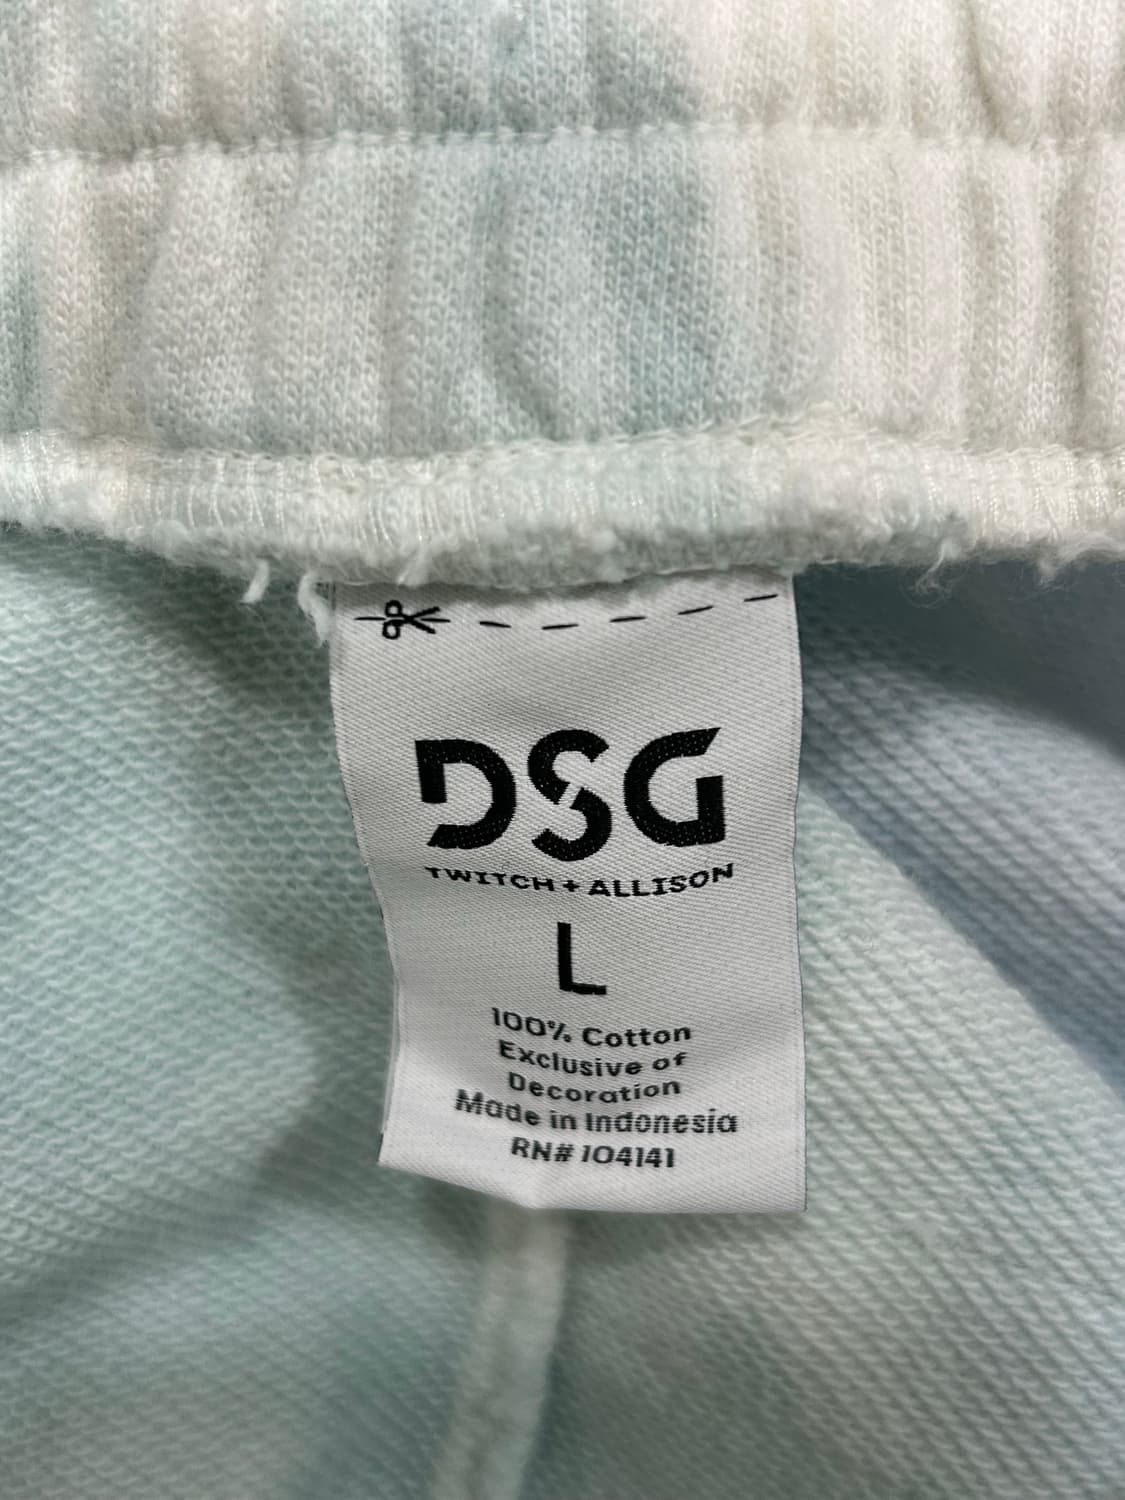 DSG
TWITCH + ALLISON
L
100% Cotton
Exclusive of
Decoration
Made in Indonesia
RN# 104141